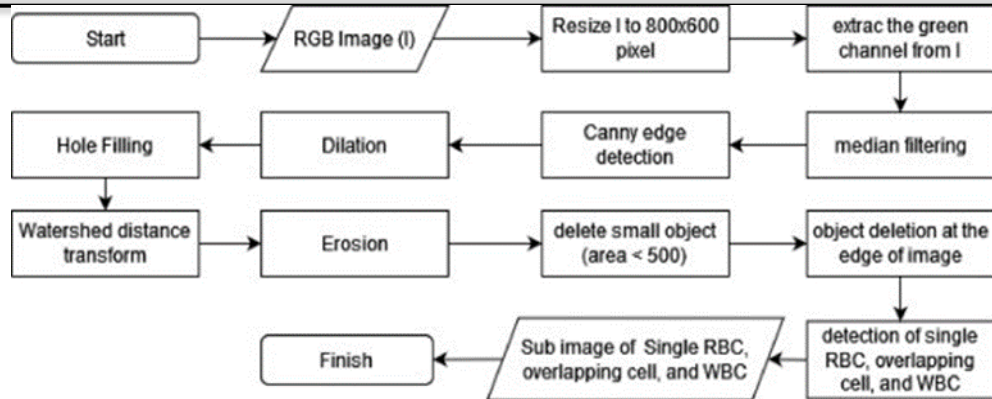 Start
RGB Image (I)
Resize I to 800x600
pixel
extrac the green
channel from I
median filtering
Canny edge
detection
Dilation
Hole Filling
Watershed distance
transform
Erosion
delete small object
(area < 500)
object deletion at the
edge of image
detection of single
RBC, overlapping
cell, and WBC
Sub image of Single RBC,
overlapping cell, and WBC
Finish